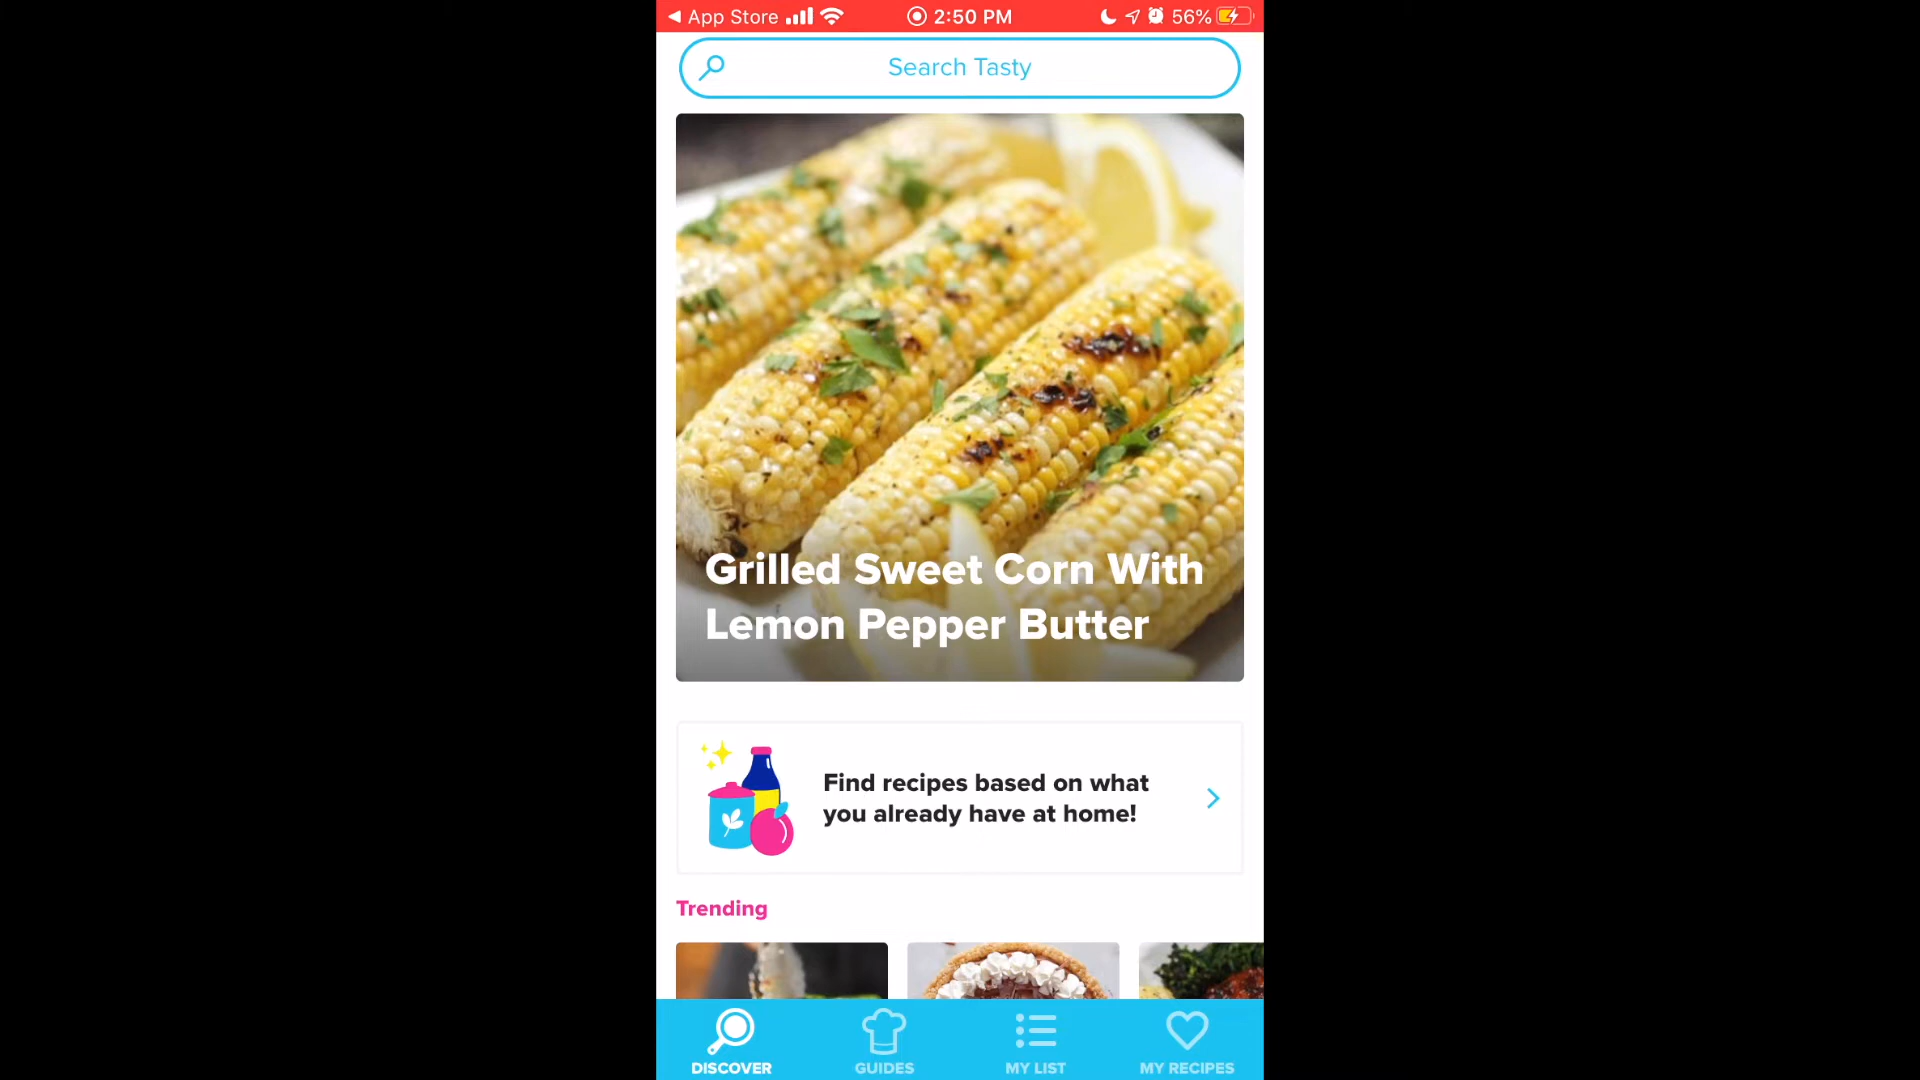 App Store
2:50 PM
56%
Search Tasty
Grilled Sweet Corn With
Lemon Pepper Butter
Find recipes based on what
you already have at home!
Trending
DISCOVER
GUIDES
MY LIST
MY RECIPES